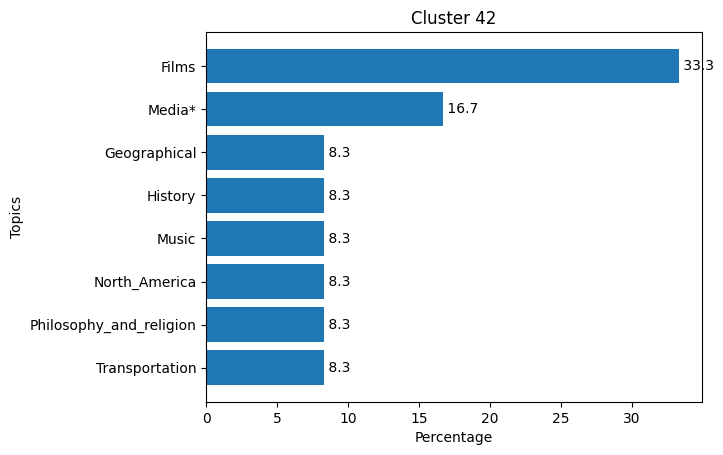 Cluster 42
Topics
Films 33.3
Media* 16.7
Geographical 8.3
History 8.3
Music 8.3
North_America 8.3
Philosophy_and_religion 8.3
Transportation 8.3
0 5 10 15 20 25 30
Percentage